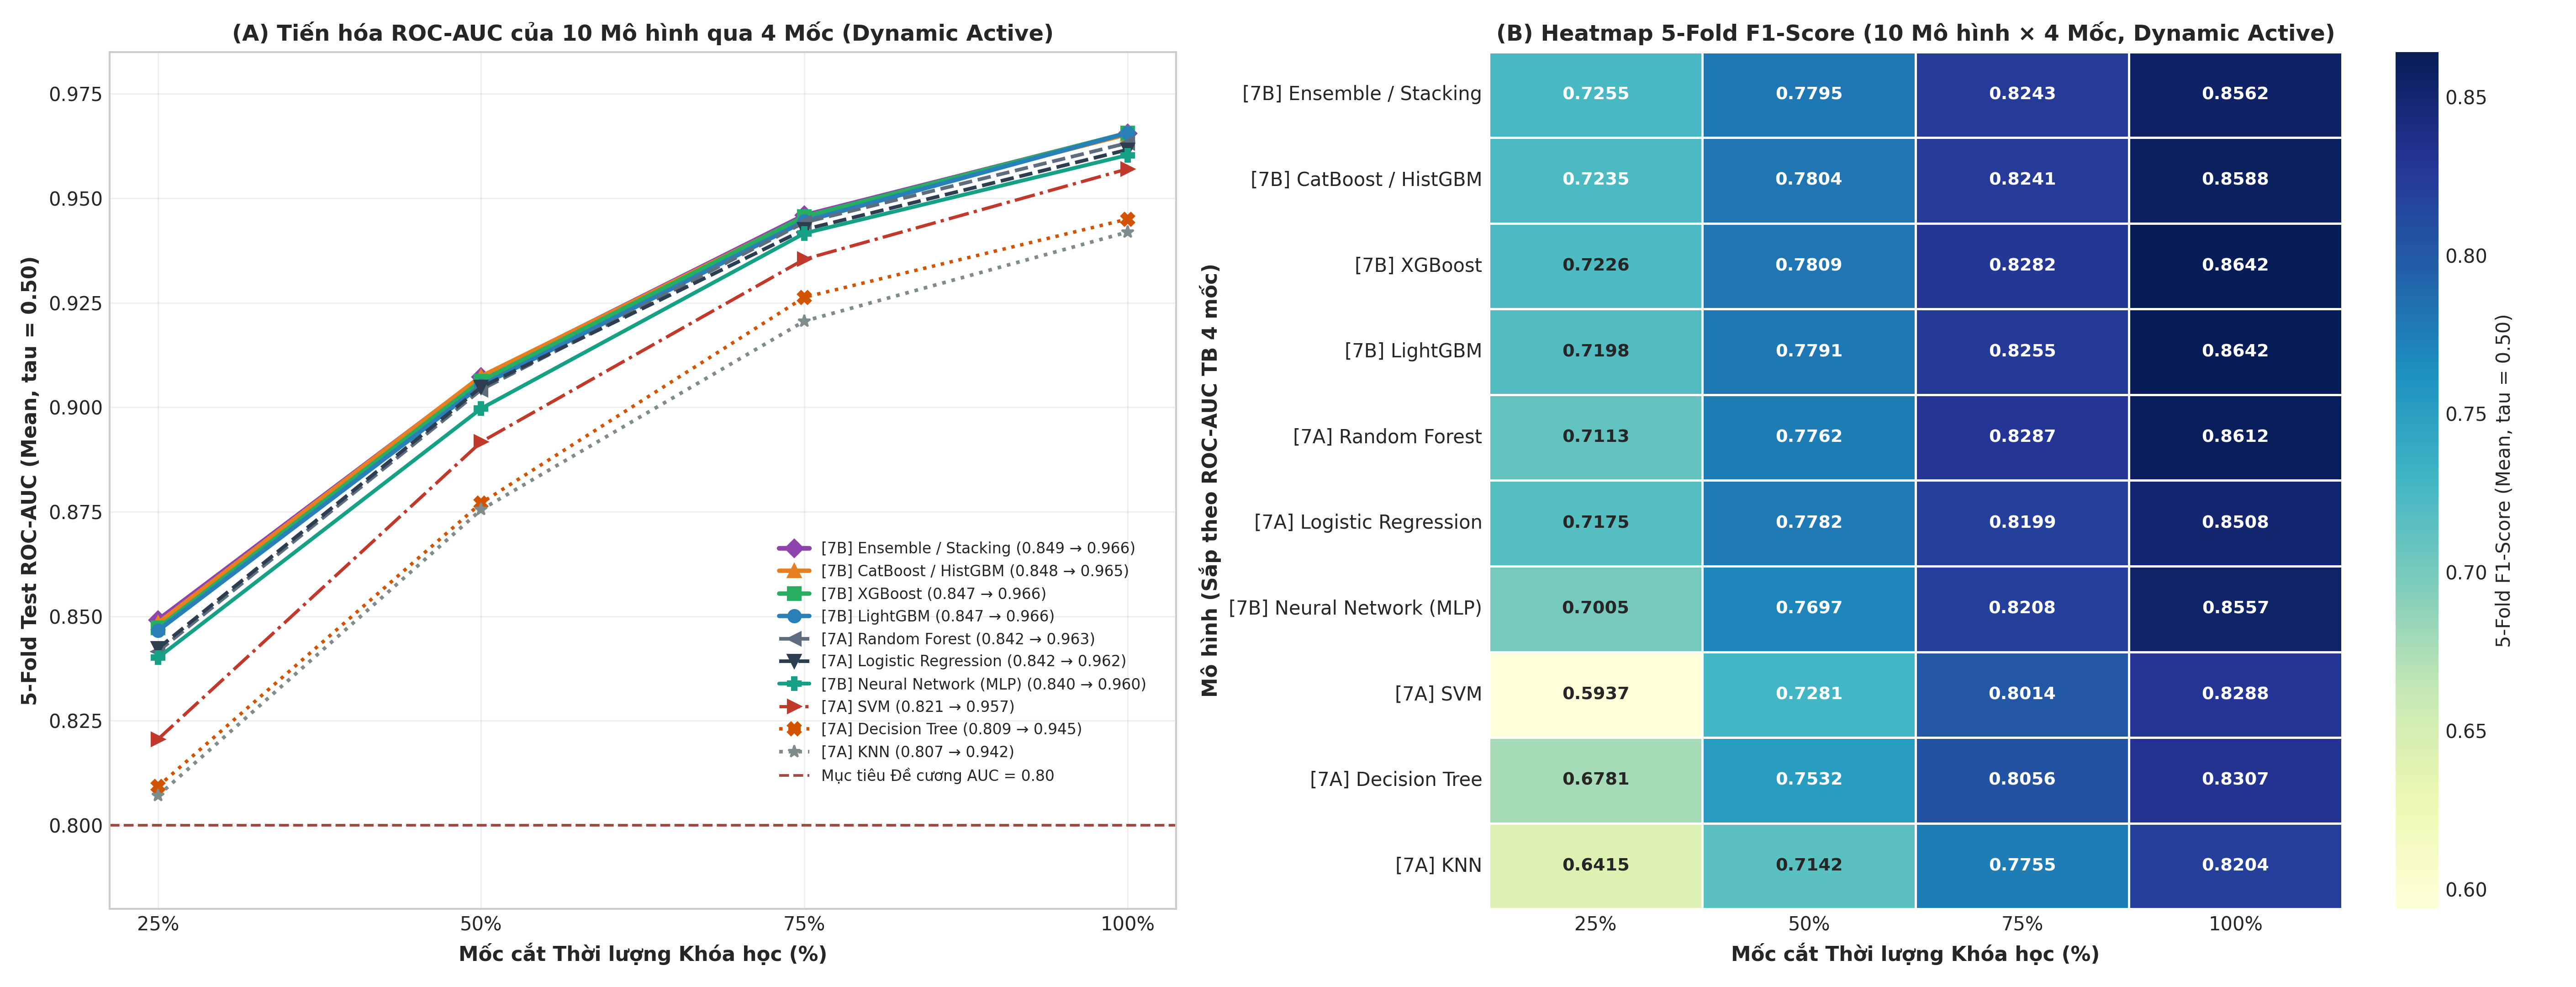 (A) Tiến hóa ROC-AUC của 10 Mô hình qua 4 Mốc (Dynamic Active)
5-Fold Test ROC-AUC (Mean, tau = 0.50)
0.975
0.950
0.925
0.900
0.875
0.850
0.825
0.800
[7B] Ensemble / Stacking (0.849 → 0.966)
[7B] CatBoost / HistGBM (0.848 → 0.965)
[7B] XGBoost (0.847 → 0.966)
[7B] LightGBM (0.847 → 0.966)
[7A] Random Forest (0.842 → 0.963)
[7A] Logistic Regression (0.842 → 0.962)
[7B] Neural Network (MLP) (0.840 → 0.960)
[7A] SVM (0.821 → 0.957)
[7A] Decision Tree (0.809 → 0.945)
[7A] KNN (0.807 → 0.942)
Mục tiêu Đề cương AUC = 0.80
25% 50% 75% 100%
Mốc cắt Thời lượng Khóa học (%)
(B) Heatmap 5-Fold F1-Score (10 Mô hình × 4 Mốc, Dynamic Active)
Mô hình (Sắp theo ROC-AUC TB 4 mốc)
[7B] Ensemble / Stacking 0.7255 0.7795 0.8243 0.8562
[7B] CatBoost / HistGBM 0.7235 0.7804 0.8241 0.8588
[7B] XGBoost 0.7226 0.7809 0.8282 0.8642
[7B] LightGBM 0.7198 0.7791 0.8255 0.8642
[7A] Random Forest 0.7113 0.7762 0.8287 0.8612
[7A] Logistic Regression 0.7175 0.7782 0.8199 0.8508
[7B] Neural Network (MLP) 0.7005 0.7697 0.8208 0.8557
[7A] SVM 0.5937 0.7281 0.8014 0.8288
[7A] Decision Tree 0.6781 0.7532 0.8056 0.8307
[7A] KNN 0.6415 0.7142 0.7755 0.8204
25% 50% 75% 100%
Mốc cắt Thời lượng Khóa học (%)
0.85
0.80
0.75
0.70
0.65
0.60
5-Fold F1-Score (Mean, tau = 0.50)